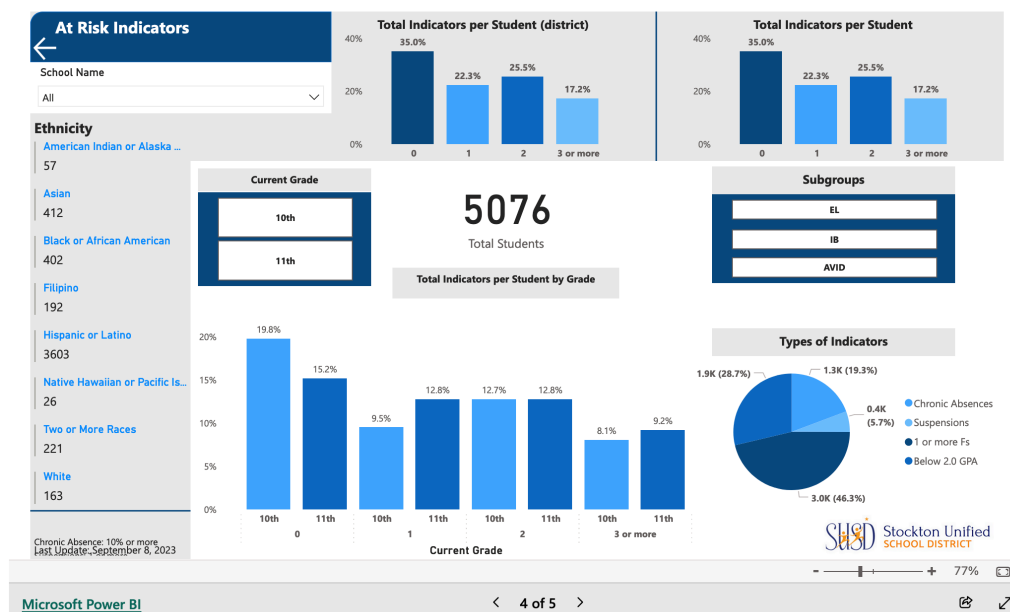 At Risk Indicators
School Name
All
Ethnicity
American Indian or Alaska ...
57
Asian
412
Black or African American
402
Filipino
192
Hispanic or Latino
3603
Native Hawaiian or Pacific Is...
26
Two or More Races
221
White
163
Chronic Absence: 10% or more
Last Update: September 8, 2023
Total Indicators per Student (district)
40%
20%
0%
35.0%
22.3%
25.5%
17.2%
0 1 2 3 or more
Total Indicators per Student
40%
20%
0%
35.0%
22.3%
25.5%
17.2%
0 1 2 3 or more
Current Grade
10th
11th
5076
Total Students
Subgroups
EL
IB
AVID
Total Indicators per Student by Grade
20%
15%
10%
5%
0%
19.8%
15.2%
9.5%
12.8%
12.7%
12.8%
8.1%
9.2%
10th 11th 10th 11th 10th 11th 10th 11th
0 1 2 3 or more
Current Grade
Types of Indicators
1.9K (28.7%)
1.3K (19.3%)
0.4K
(5.7%)
3.0K (46.3%)
Chronic Absences
Suspensions
1 or more Fs
Below 2.0 GPA
SUSD
Stockton Unified
SCHOOL DISTRICT
- + 77%
Microsoft Power BI
< 4 of 5 >